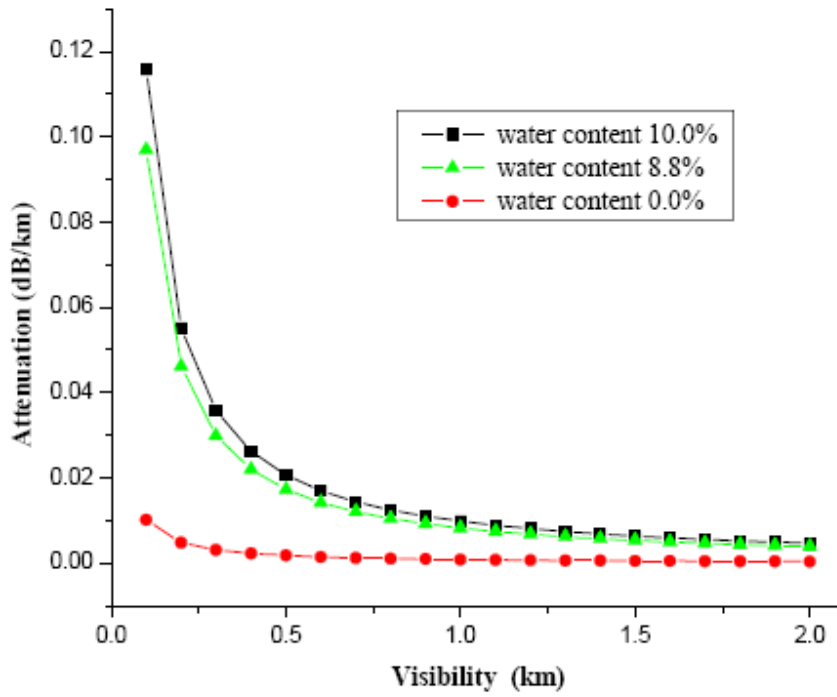 0.12
0.10
0.08
0.06
0.04
0.02
0.00
Attenuation (dB/km)
water content 10.0%
water content 8.8%
water content 0.0%
0.0 0.5 1.0 1.5 2.0
Visibility (km)